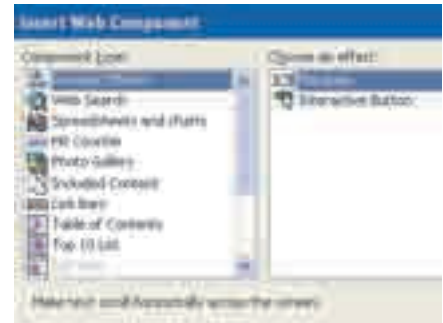 Insert Web Component
Component type:
Choose an effect:
Web Search
Spreadsheets and charts
Hit Counter
Photo Gallery
Included Content
Link Bars
Table of Contents
Top 10 List
Interactive Button
Make text scroll horizontally across the screen.